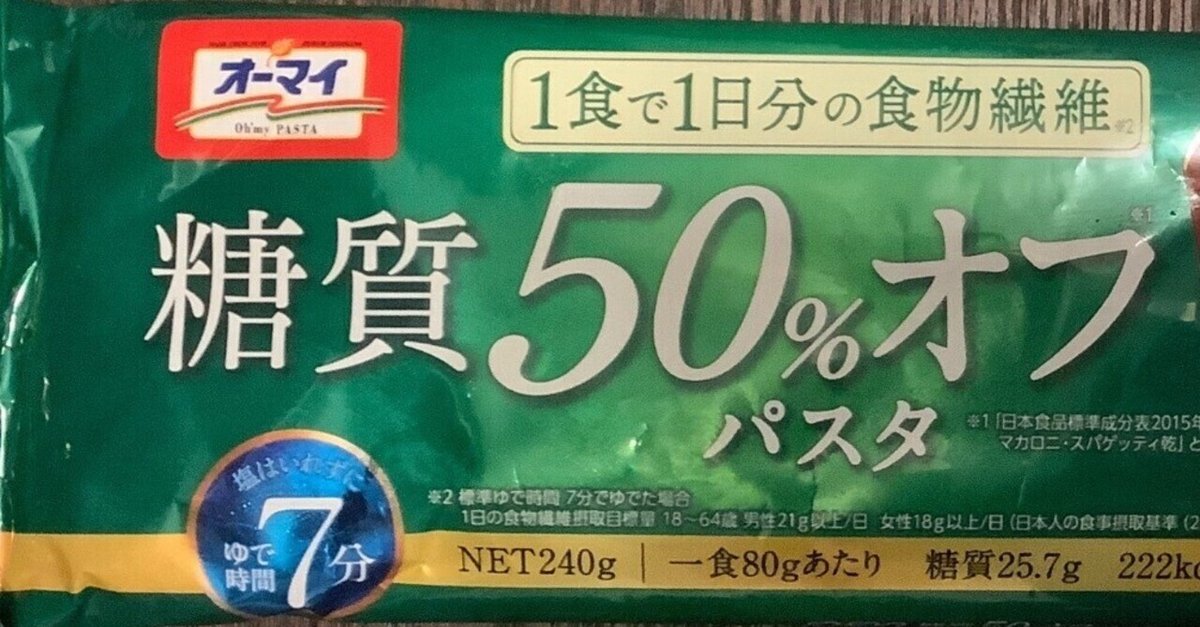 オーマイ
Oh'my PASTA
1食で1日分の食物繊維※2
糖質50%オフ※1
パスタ
※1「日本食品標準成分表2015年
マカロニ・スパゲッティ乾」と
塩はいれずに
ゆで時間
7分
※2 標準ゆで時間 7分でゆでた場合
1日の食物繊維摂取目標量 18~64歳 男性21g以上/日 女性18g以上/日(日本人の食事摂取基準(2
NET240g | 一食80gあたり 糖質25.7g 222kc